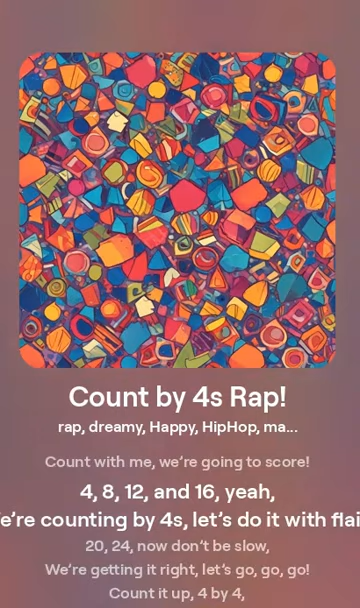 Count by 4s Rap!
rap, dreamy, Happy, HipHop, ma...
Count with me, we're going to score!
4, 8, 12, and 16, yeah,
e're counting by 4s, let's do it with flai
20, 24, now don't be slow,
We're getting it right, let's go, go, go!
Count it up, 4 by 4,